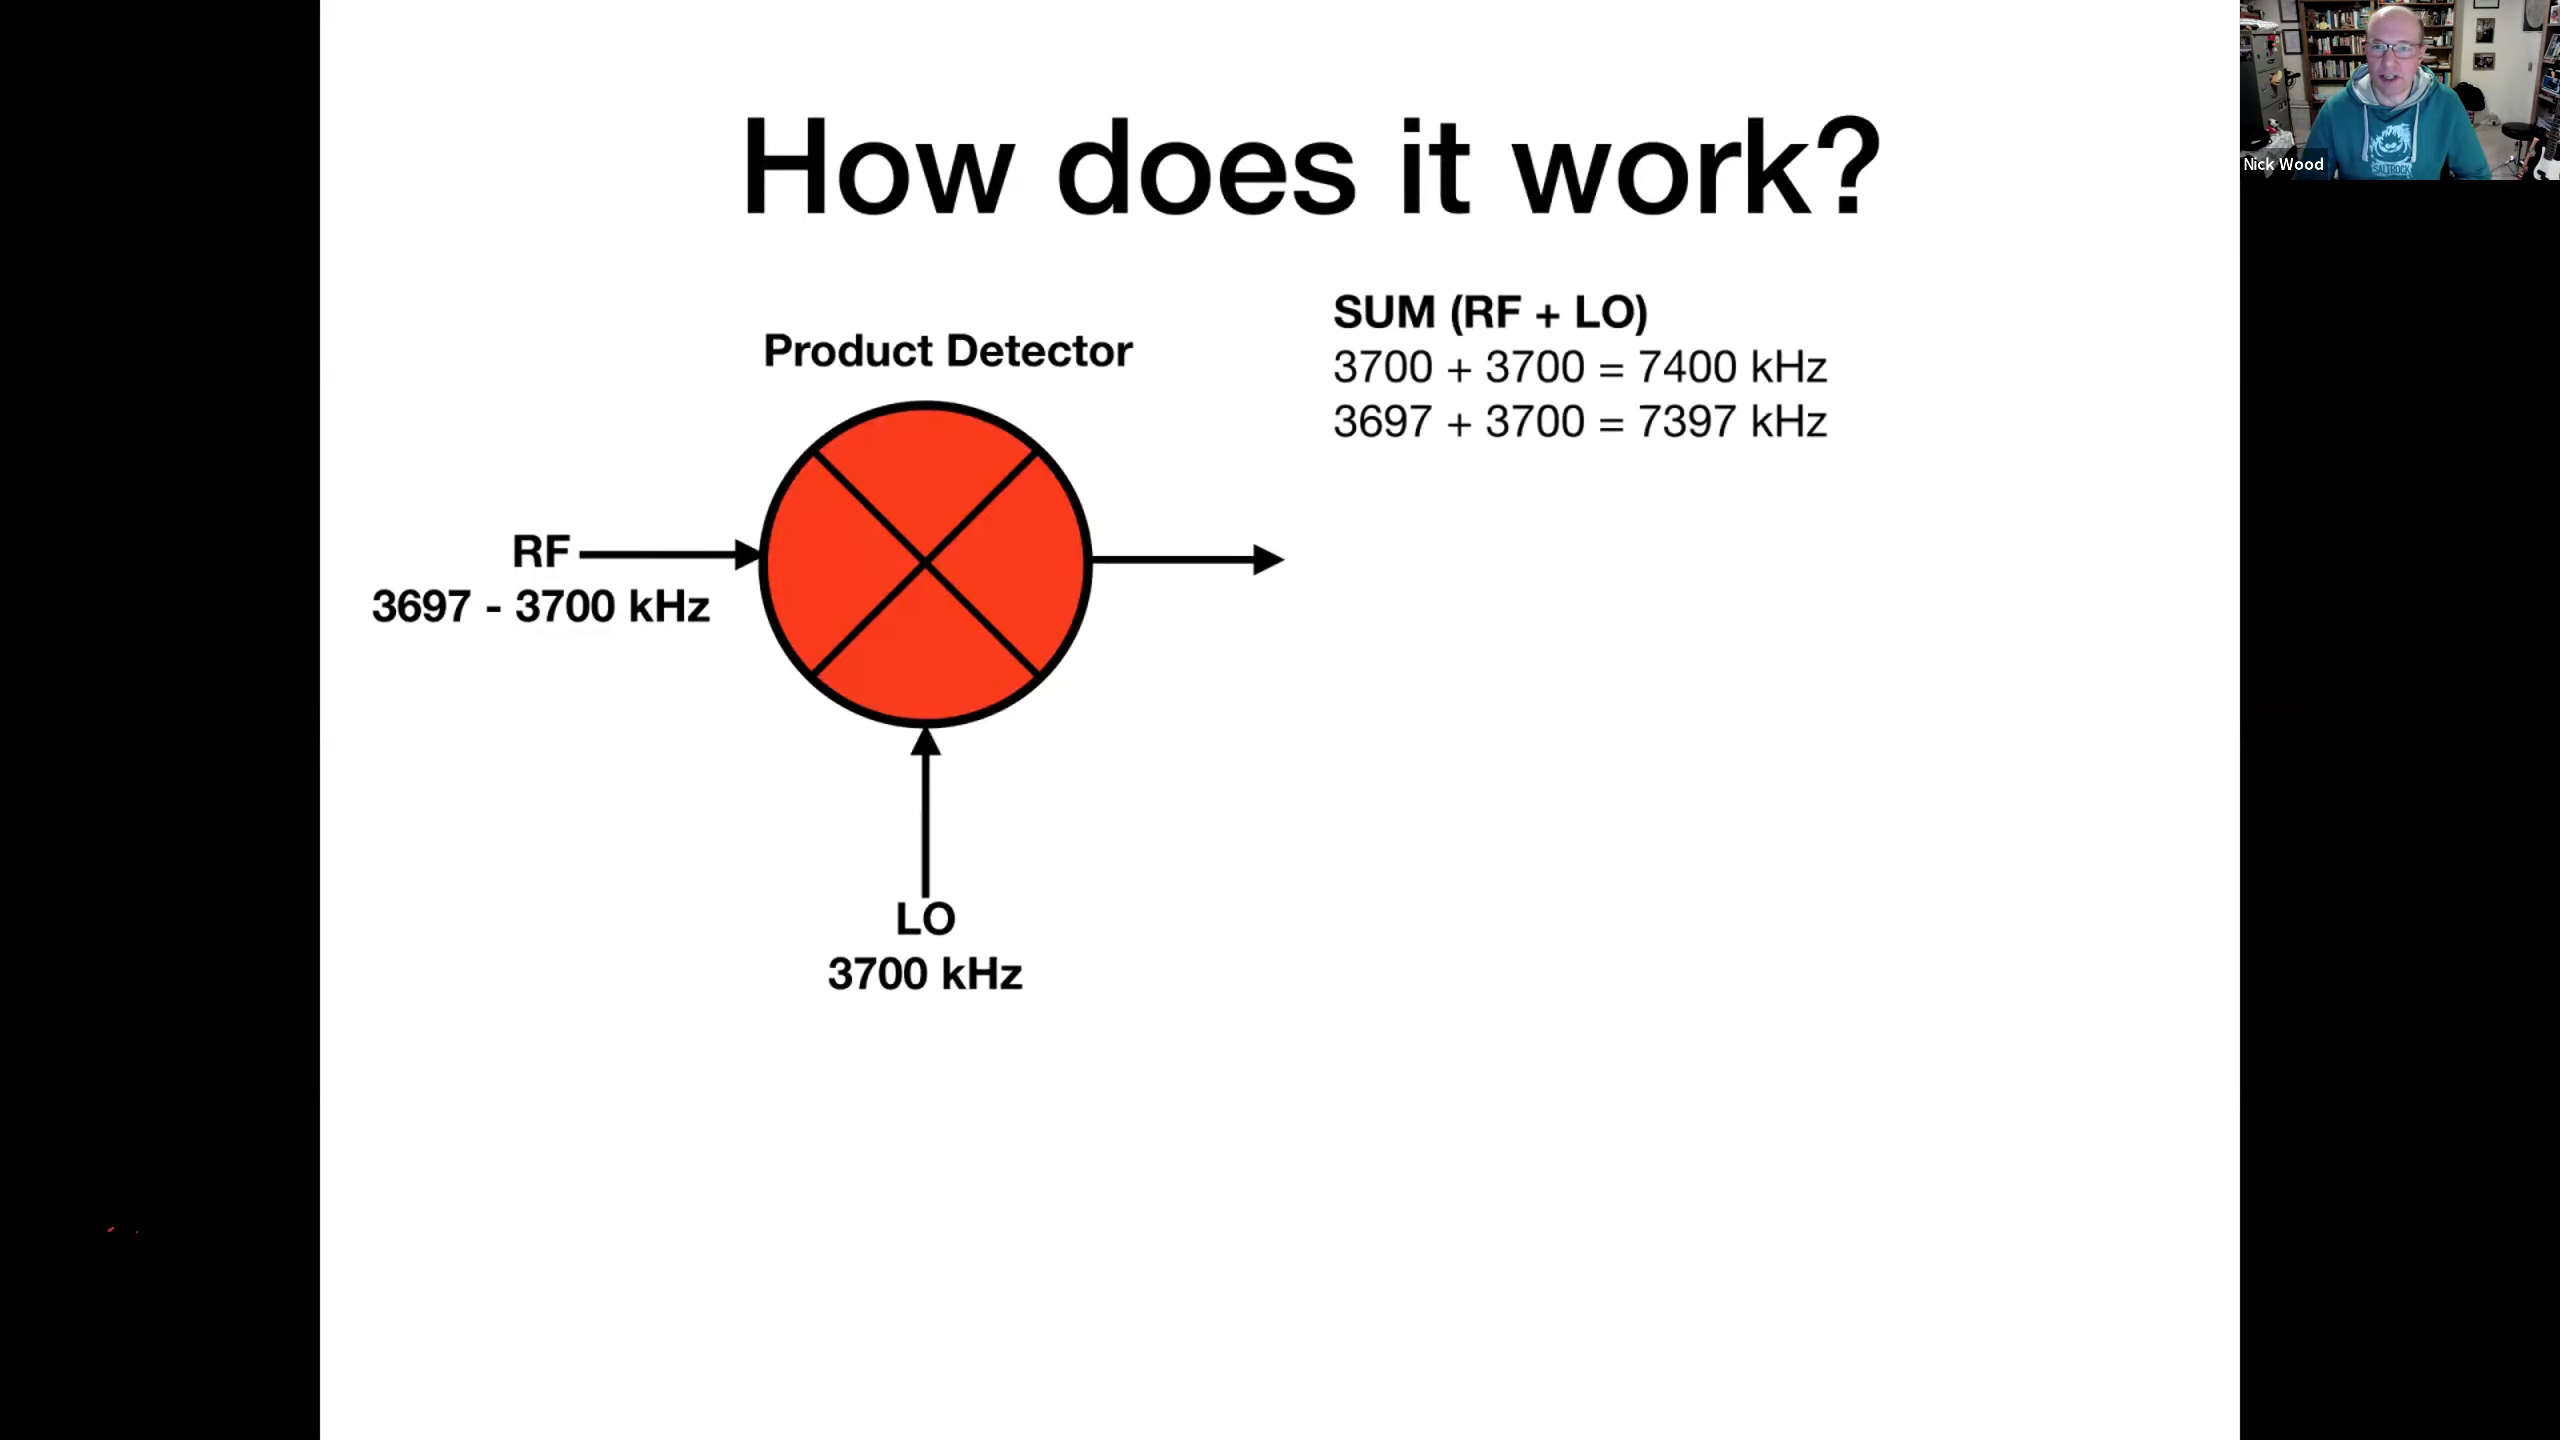 How does it work?
SUM (RF + LO)
3700 + 3700 = 7400 kHz
3697 + 3700 = 7397 kHz
Product Detector
RF
3697 - 3700 kHz
LO
3700 kHz
Nick Wood
SALTROCK